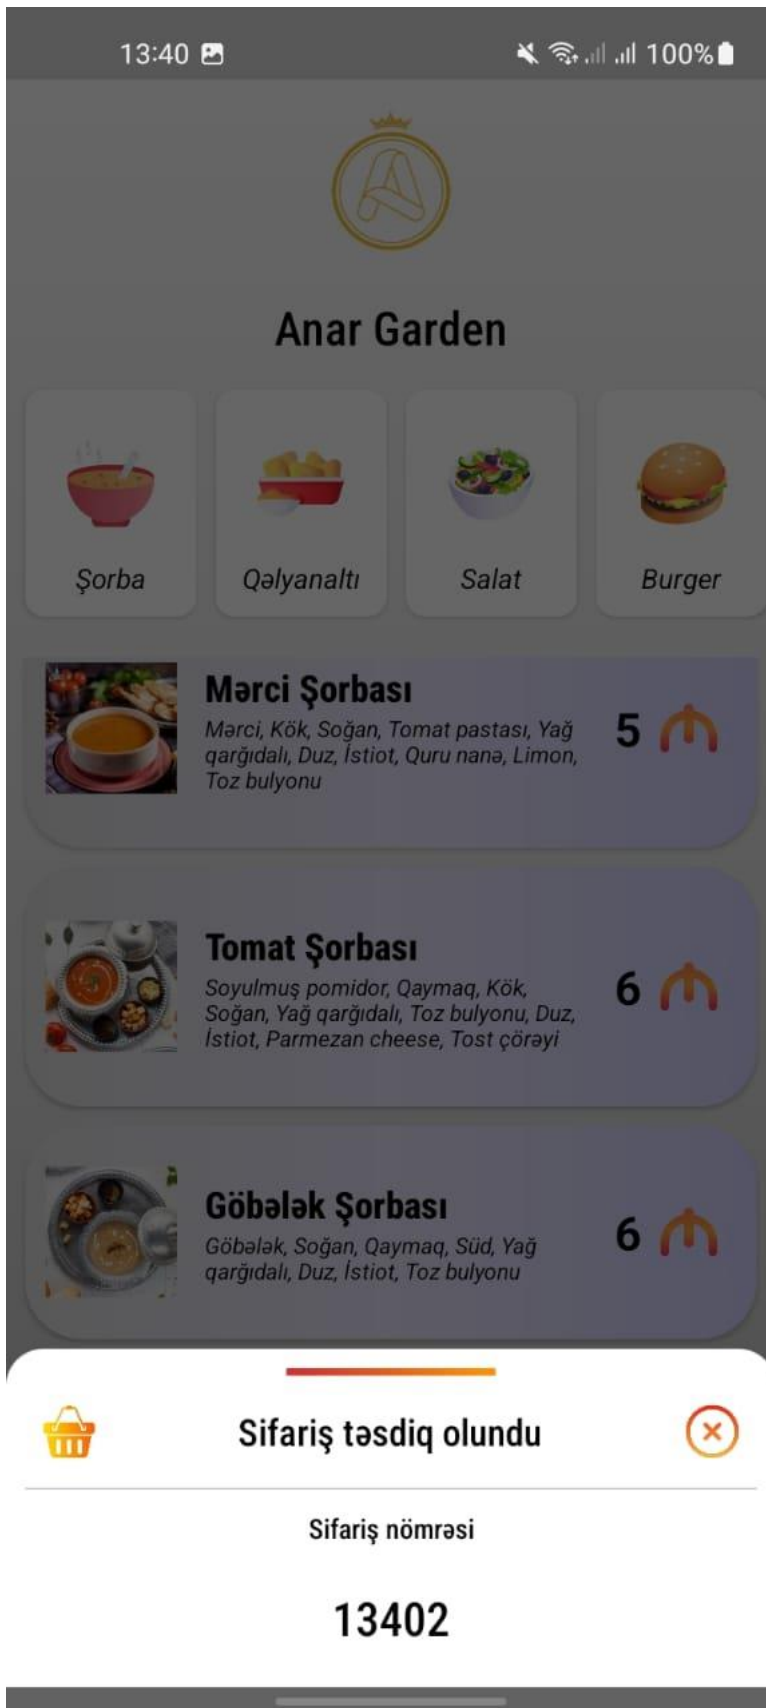 13:40
100%
Anar Garden
Şorba
Qəlyanaltı
Salat
Burger
Mərci Şorbası
Mərci, Kök, Soğan, Tomat pastası, Yağ
qarğıdalı, Duz, İstiot, Quru nanə, Limon,
Toz bulyonu
5 ₼
Tomat Şorbası
Soyulmuş pomidor, Qaymaq, Kök,
Soğan, Yağ qarğıdalı, Toz bulyonu, Duz,
İstiot, Parmezan cheese, Tost çörəyi
6 ₼
Göbələk Şorbası
Göbələk, Soğan, Qaymaq, Süd, Yağ
qarğıdalı, Duz, İstiot, Toz bulyonu
6 ₼
Sifariş təsdiq olundu
Sifariş nömrəsi
13402